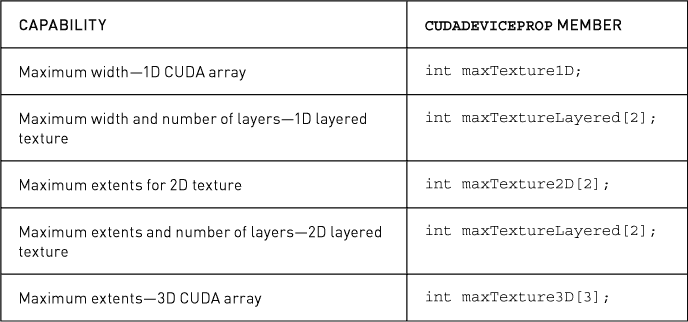 CAPABILITY
CUDADEVICEPROP MEMBER
Maximum width—1D CUDA array
int maxTexture1D;
Maximum width and number of layers—1D layered
texture
int maxTextureLayered[2];
Maximum extents for 2D texture
int maxTexture2D[2];
Maximum extents and number of layers—2D layered
texture
int maxTextureLayered[2];
Maximum extents—3D CUDA array
int maxTexture3D[3];